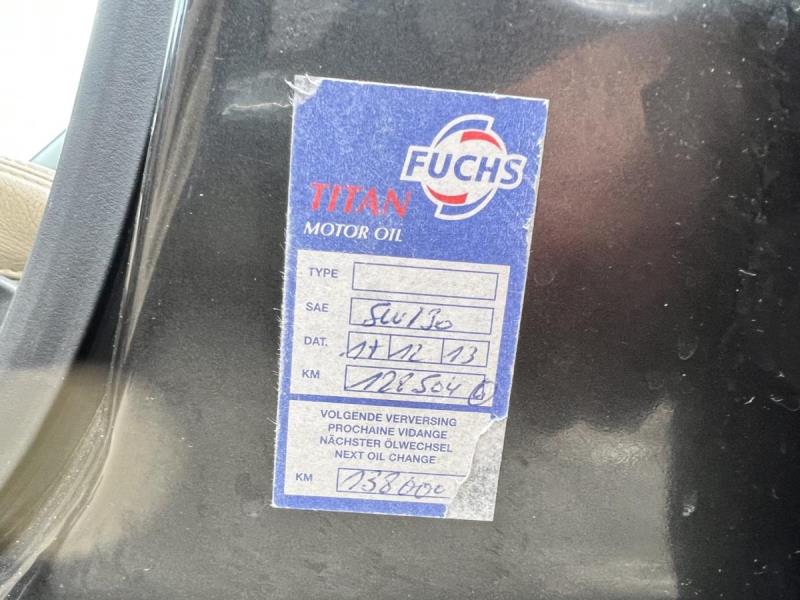 FUCHS
TITAN
MOTOR OIL
TYPE
SAE 5W/30
DAT. 17 12 13
KM 128504
VOLGENDE VERVERSING
PROCHAINE VIDANGE
NÄCHSTER ÖLWECHSEL
NEXT OIL CHANGE
KM 138000